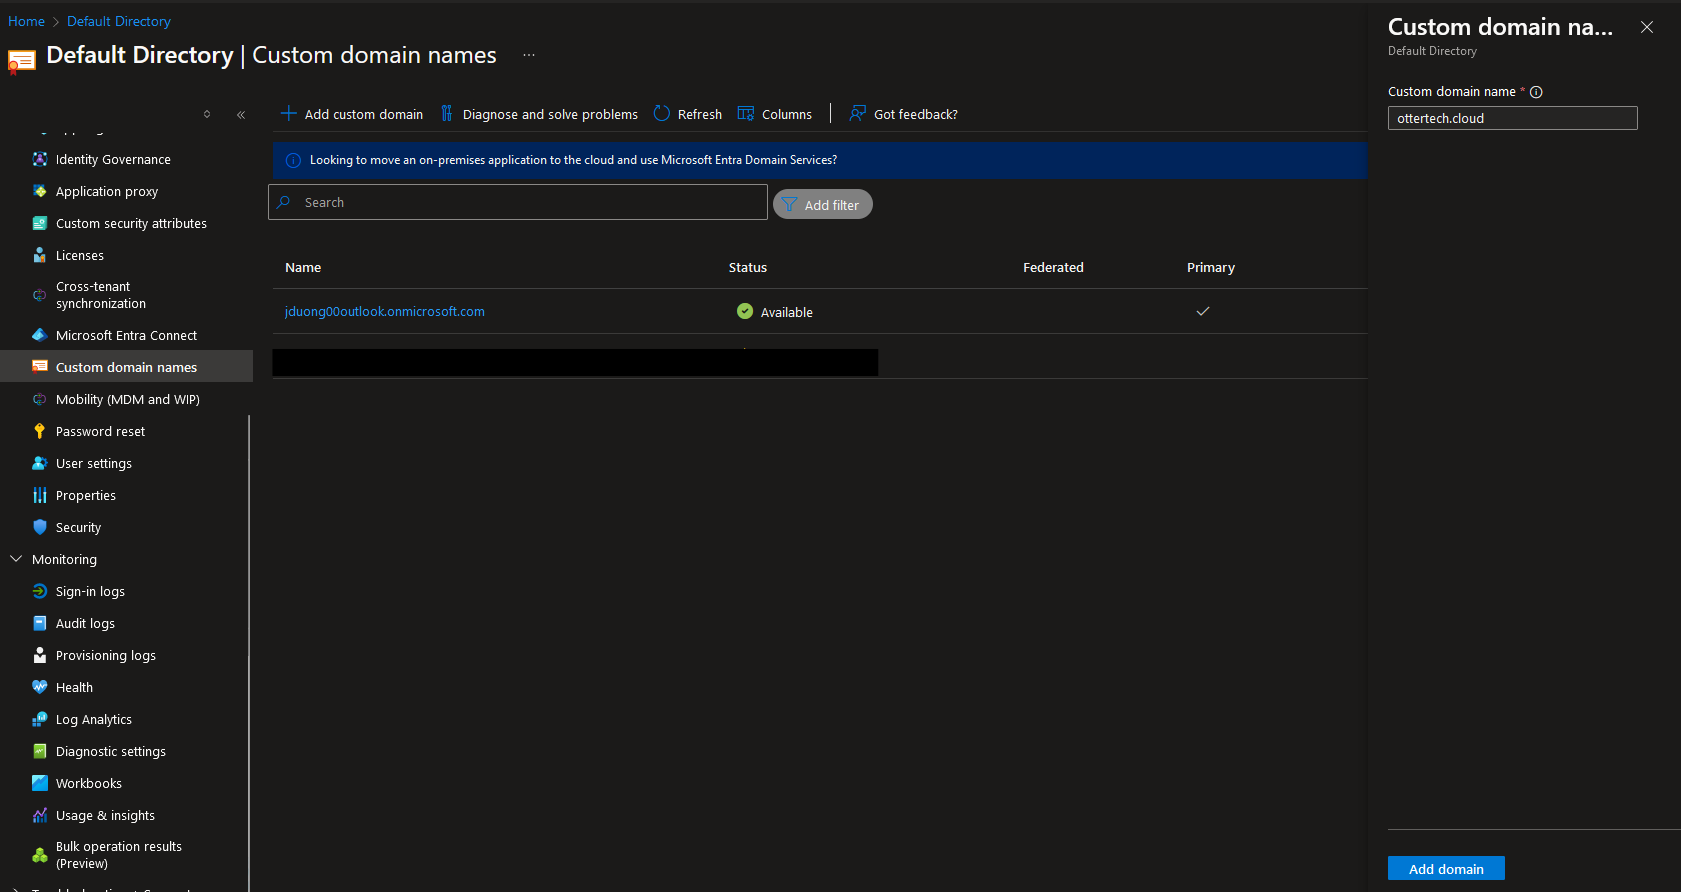 Home > Default Directory
Default Directory | Custom domain names ...
Identity Governance
Application proxy
Custom security attributes
Licenses
Cross-tenant
synchronization
Microsoft Entra Connect
Custom domain names
Mobility (MDM and WIP)
Password reset
User settings
Properties
Security
Monitoring
Sign-in logs
Audit logs
Provisioning logs
Health
Log Analytics
Diagnostic settings
Workbooks
Usage & insights
Bulk operation results
(Preview)
Add custom domain Diagnose and solve problems Refresh Columns Got feedback?
Looking to move an on-premises application to the cloud and use Microsoft Entra Domain Services?
Search Add filter
Name Status Federated Primary
jduong00outlook.onmicrosoft.com Available
Custom domain na...
Default Directory
Custom domain name *
ottertech.cloud
Add domain